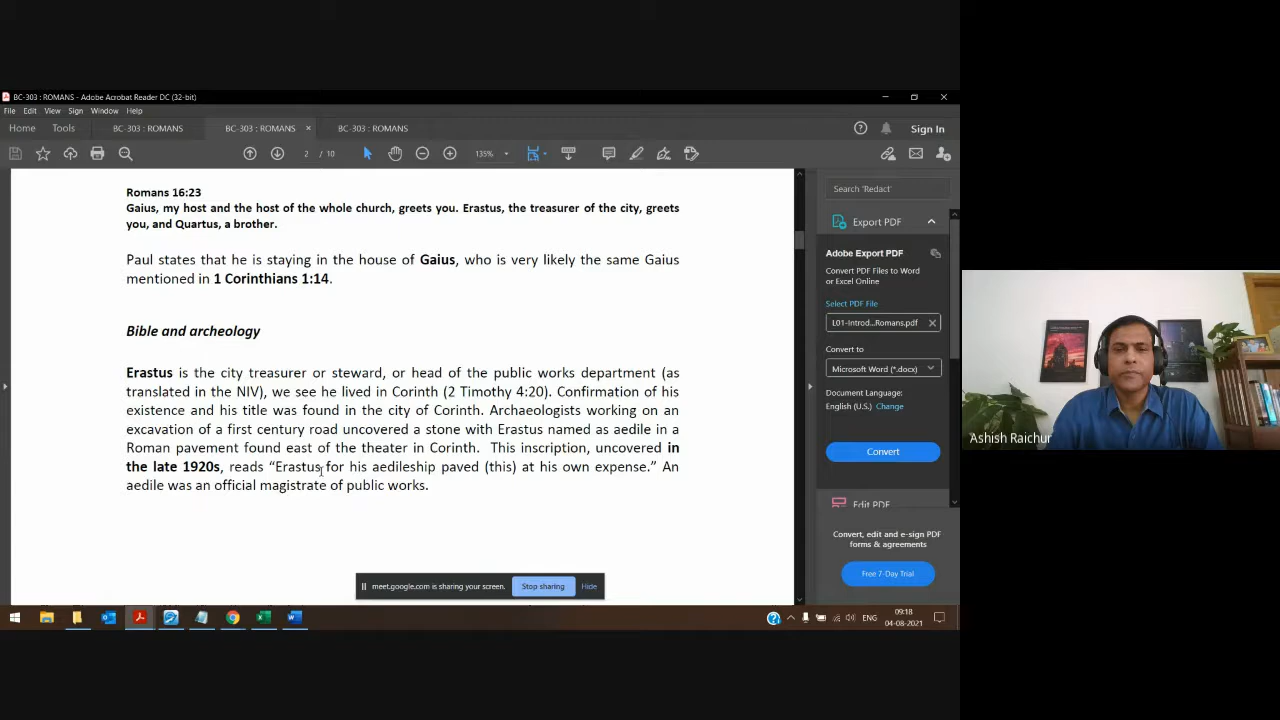 BC-303 : ROMANS - Adobe Acrobat Reader DC (32-bit)
File Edit View Sign Window Help
Home Tools BC-303 : ROMANS BC-303 : ROMANS × BC-303 : ROMANS Sign In
2 / 10 135%
Romans 16:23
Gaius, my host and the host of the whole church, greets you. Erastus, the treasurer of the city, greets
you, and Quartus, a brother.
Paul states that he is staying in the house of Gaius, who is very likely the same Gaius
mentioned in 1 Corinthians 1:14.
Bible and archeology
Erastus is the city treasurer or steward, or head of the public works department (as
translated in the NIV), we see he lived in Corinth (2 Timothy 4:20). Confirmation of his
existence and his title was found in the city of Corinth. Archaeologists working on an
excavation of a first century road uncovered a stone with Erastus named as aedile in a
Roman pavement found east of the theater in Corinth. This inscription, uncovered in
the late 1920s, reads “Erastus for his aedileship paved (this) at his own expense.” An
aedile was an official magistrate of public works.
Search 'Redact'
Export PDF
Adobe Export PDF
Convert PDF Files to Word
or Excel Online
Select PDF File
L01-Introd...Romans.pdf
Convert to
Microsoft Word (*.docx)
Document Language:
English (U.S.) Change
Convert
Edit PDF
Convert, edit and e-sign PDF
forms & agreements
Free 7-Day Trial
meet.google.com is sharing your screen. Stop sharing Hide
ENG
09:18
04-08-2021
Ashish Raichur